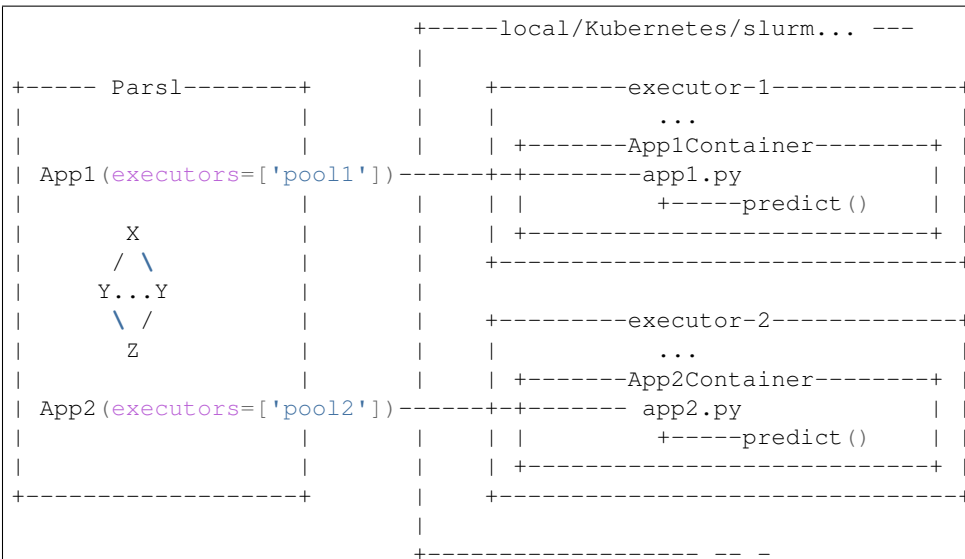 +-----local/Kubernetes/slurm... ---
                             |
+----- Parsl--------+        |    +---------executor-1-------------+
|                   |        |    |           ...                  |
|                   |        |    | +-------App1Container--------+ |
| App1(executors=['pool1'])-------+-+--------app1.py             | |
|                   |        |    | |         +-----predict()    | |
|       X           |        |    | +----------------------------+ |
|      / \          |        |    +--------------------------------+
|     Y...Y         |        |
|      \ /          |        |    +---------executor-2-------------+
|       Z           |        |    |           ...                  |
|                   |        |    | +-------App2Container--------+ |
| App2(executors=['pool2'])-------+-+------- app2.py             | |
|                   |        |    | |         +-----predict()    | |
|                   |        |    | +----------------------------+ |
+-------------------+        |    +--------------------------------+
                             |
                             +------------------- -- -